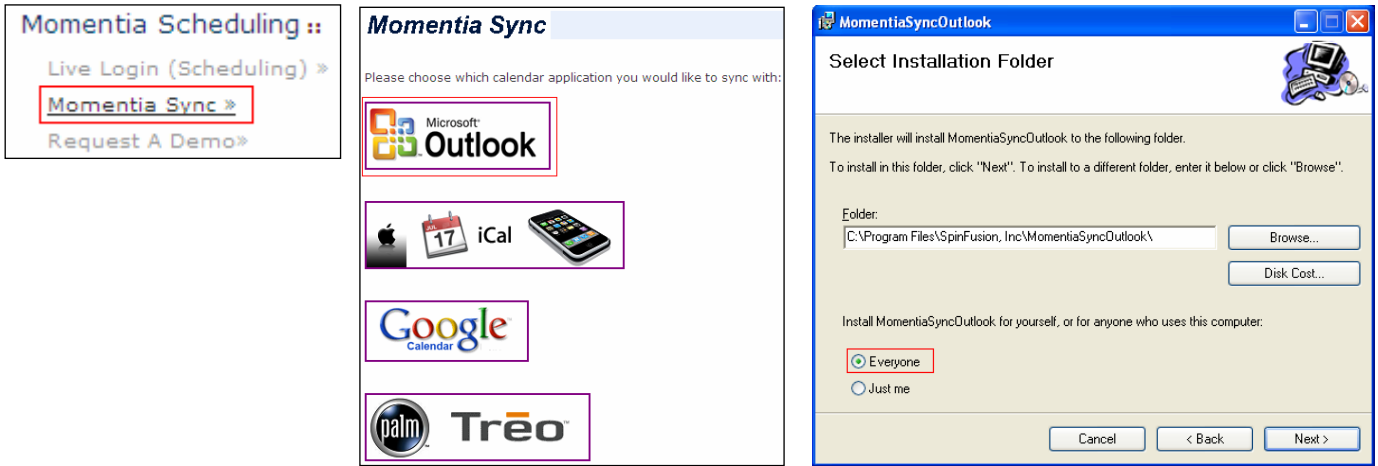 Momentia Scheduling ::
Live Login (Scheduling) »
Momentia Sync »
Request A Demo»
Momentia Sync
Please choose which calendar application you would like to sync with:
Microsoft®
Outlook
JUL
17
iCal
Google™
Calendar
palm
Trēo™
MomentiaSyncOutlook
Select Installation Folder
The installer will install MomentiaSyncOutlook to the following folder.
To install in this folder, click "Next". To install to a different folder, enter it below or click "Browse".
Folder:
C:\Program Files\SpinFusion, Inc\MomentiaSyncOutlook\
Browse...
Disk Cost...
Install MomentiaSyncOutlook for yourself, or for anyone who uses this computer:
Everyone
Just me
Cancel
< Back
Next >